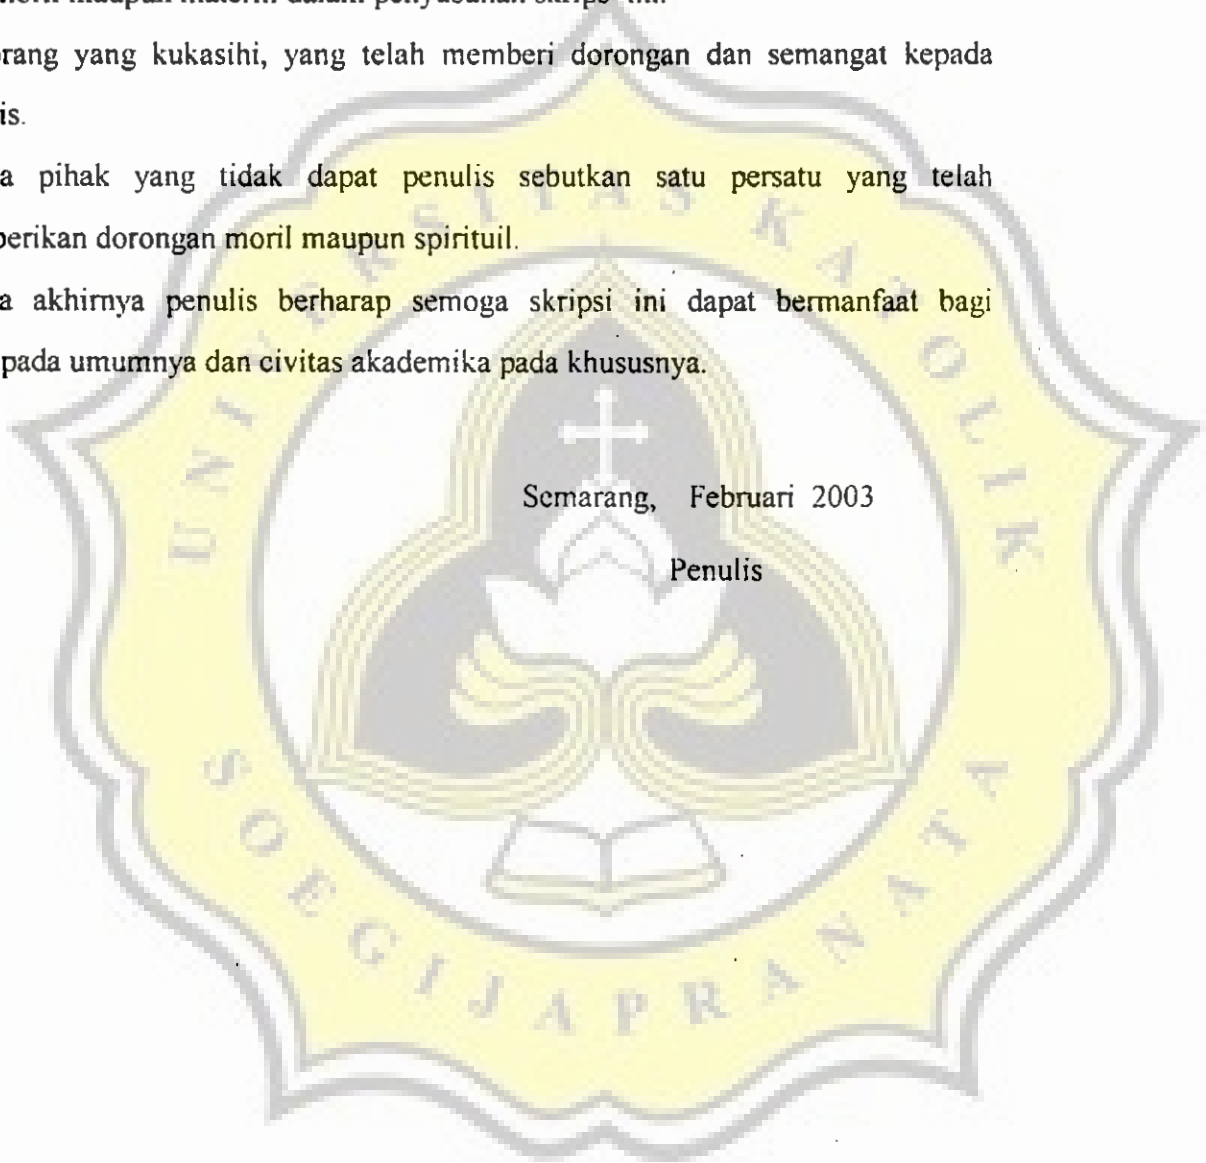 moril maupun materiil dalam penyusunan skripsi ini.
rang yang kukasihi, yang telah memberi dorongan dan semangat kepada
is.
a pihak yang tidak dapat penulis sebutkan satu persatu yang telah
berikan dorongan moril maupun spirituil.
a akhirnya penulis berharap semoga skripsi ini dapat bermanfaat bagi
pada umumnya dan civitas akademika pada khususnya.
Semarang, Februari 2003
Penulis
UNIVERSITAS KATOLIK
SOEGIJAPRANATA